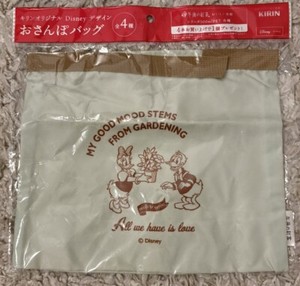 キリンオリジナル Disney デザイン
おさんぽバッグ
全4種
KIRIN
MY GOOD MOOD STEMS
FROM GARDENING
All we have is love
© Disney